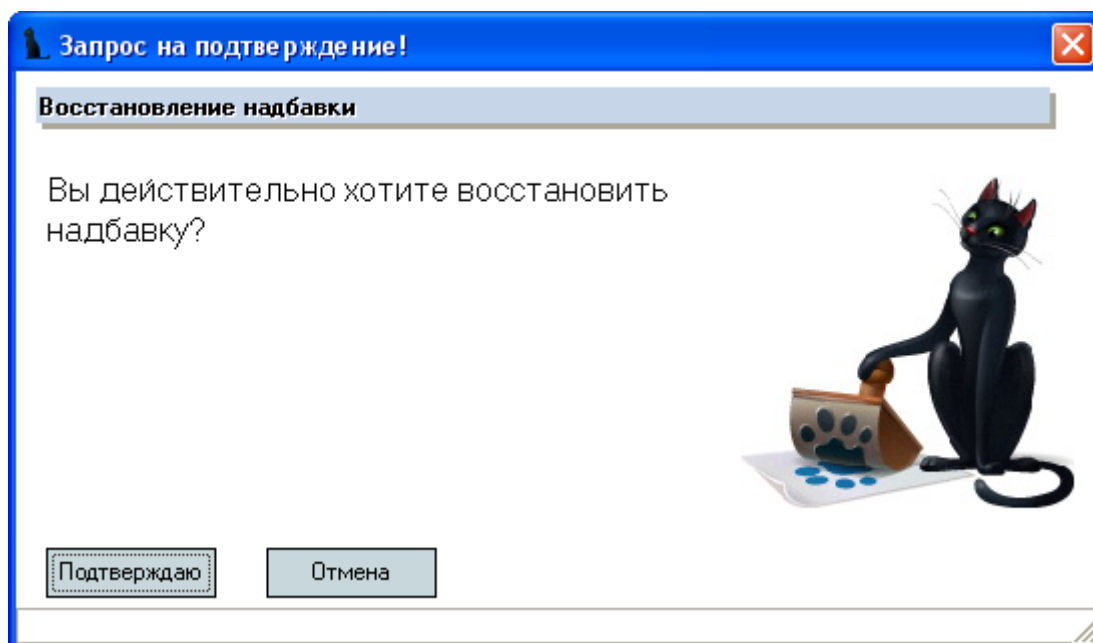 Запрос на подтверждение!
Восстановление надбавки
Вы действительно хотите восстановить
надбавку?
Подтверждаю Отмена